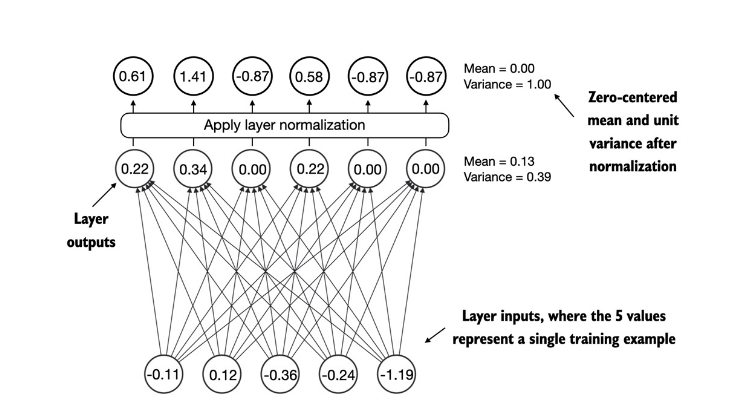 0.61 1.41 -0.87 0.58 -0.87 -0.87
Mean = 0.00
Variance = 1.00
Zero-centered
mean and unit
variance after
normalization
Apply layer normalization
0.22 0.34 0.00 0.22 0.00 0.00
Mean = 0.13
Variance = 0.39
Layer
outputs
Layer inputs, where the 5 values
represent a single training example
-0.11 0.12 -0.36 -0.24 -1.19